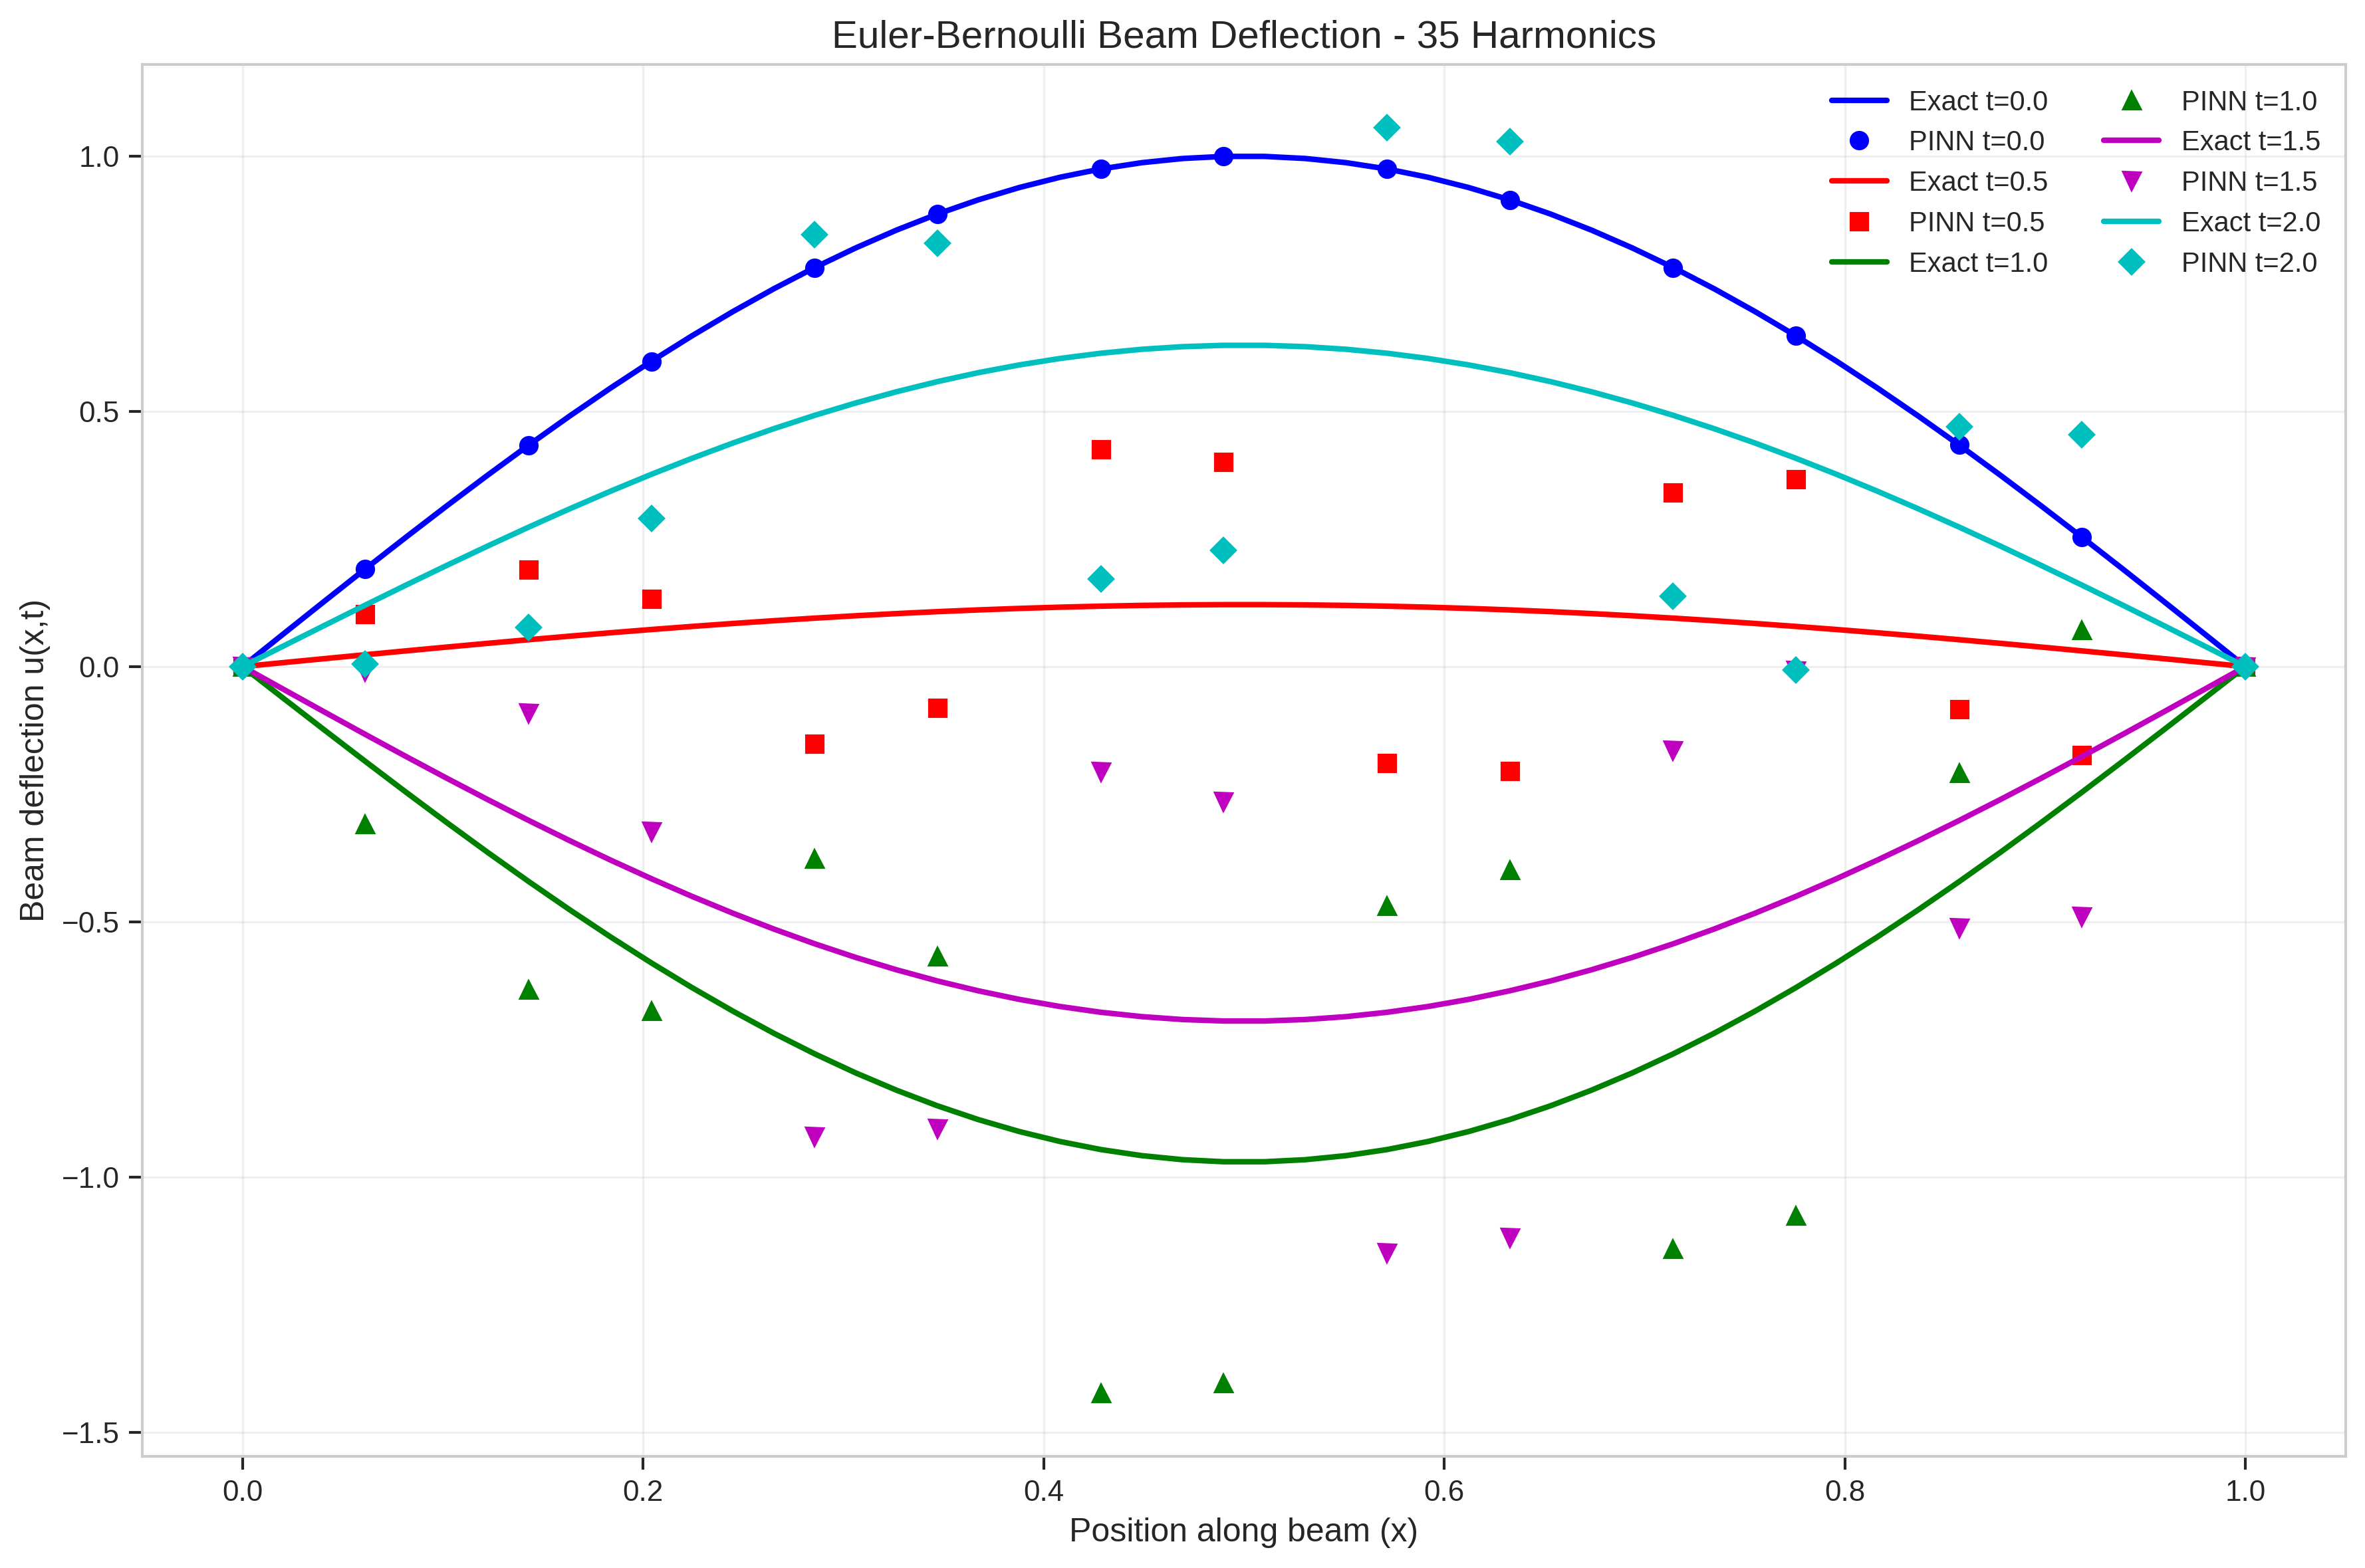 Euler-Bernoulli Beam Deflection - 35 Harmonics
Exact t=0.0
PINN t=0.0
Exact t=0.5
PINN t=0.5
Exact t=1.0
PINN t=1.0
Exact t=1.5
PINN t=1.5
Exact t=2.0
PINN t=2.0
Beam deflection u(x,t)
1.0
0.5
0.0
−0.5
−1.0
−1.5
0.0 0.2 0.4 0.6 0.8 1.0
Position along beam (x)